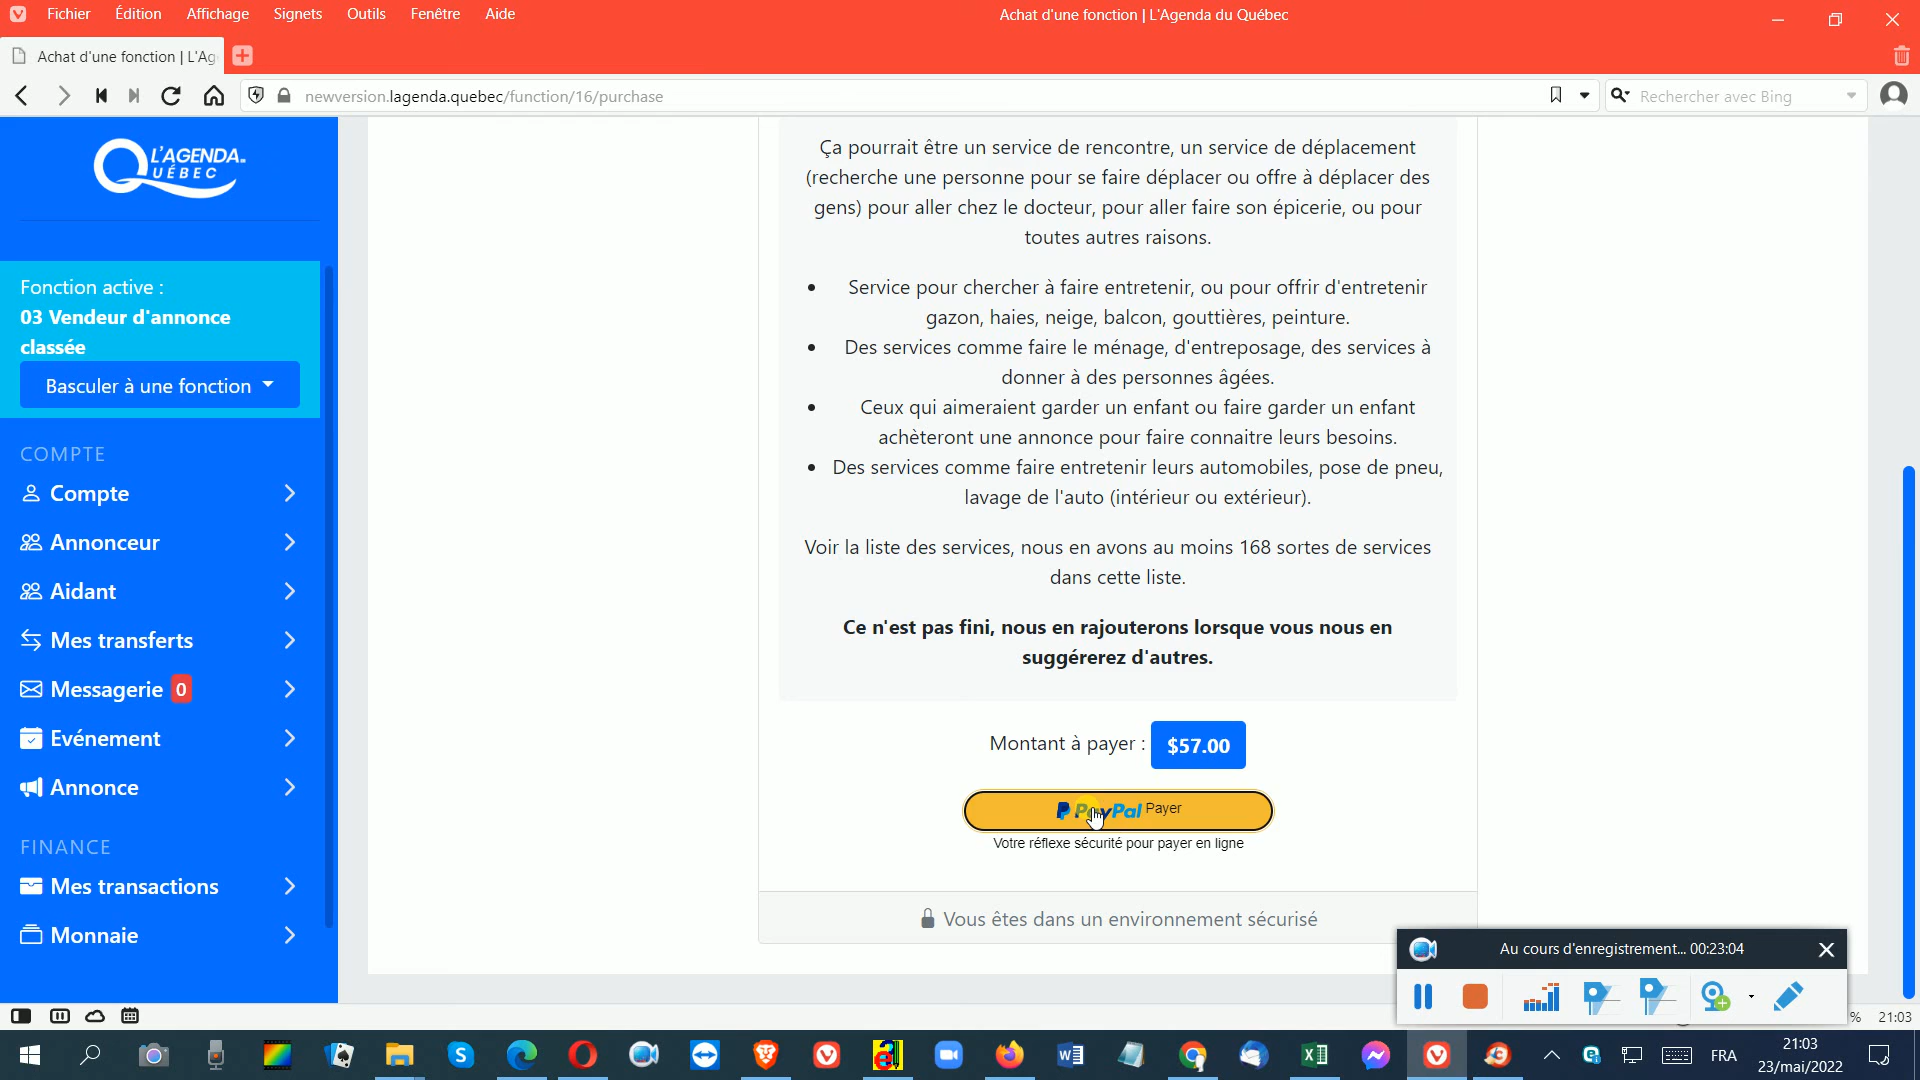 Fichier Édition Affichage Signets Outils Fenêtre Aide
Achat d'une fonction | L'Agenda du Québec
Achat d'une fonction | L'Ag
newversion.lagenda.quebec/function/16/purchase
Rechercher avec Bing
L'AGENDA.
QUÉBEC
Fonction active :
03 Vendeur d'annonce
classée
Basculer à une fonction
COMPTE
Compte
Annonceur
Aidant
Mes transferts
Messagerie 0
Evénement
Annonce
FINANCE
Mes transactions
Monnaie
Ça pourrait être un service de rencontre, un service de déplacement
(recherche une personne pour se faire déplacer ou offre à déplacer des
gens) pour aller chez le docteur, pour aller faire son épicerie, ou pour
toutes autres raisons.
• Service pour chercher à faire entretenir, ou pour offrir d'entretenir
gazon, haies, neige, balcon, gouttières, peinture.
• Des services comme faire le ménage, d'entreposage, des services à
donner à des personnes âgées.
• Ceux qui aimeraient garder un enfant ou faire garder un enfant
achèteront une annonce pour faire connaitre leurs besoins.
• Des services comme faire entretenir leurs automobiles, pose de pneu,
lavage de l'auto (intérieur ou extérieur).
Voir la liste des services, nous en avons au moins 168 sortes de services
dans cette liste.
Ce n'est pas fini, nous en rajouterons lorsque vous nous en
suggérerez d'autres.
Montant à payer : $57.00
PayPal Payer
Votre réflexe sécurité pour payer en ligne
Vous êtes dans un environnement sécurisé
Au cours d'enregistrement... 00:23:04
% 21:03
FRA
21:03
23/mai/2022